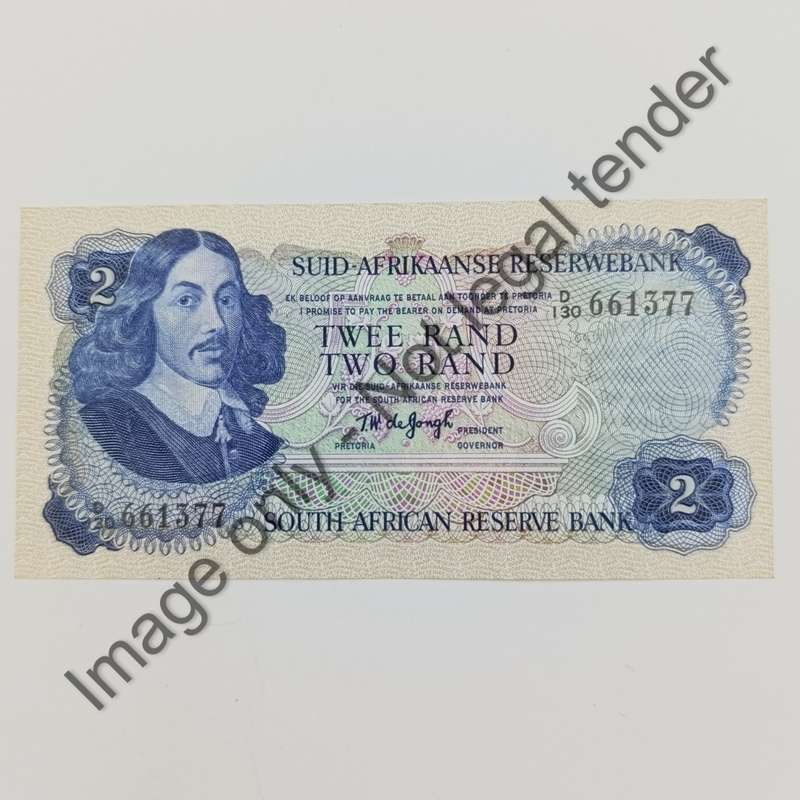 2
SUID-AFRIKAANSE RESERWEBANK
EK BELOOF OP AANVRAAG TE BETAAL AAN TOONDER TE PRETORIA
I PROMISE TO PAY THE BEARER ON DEMAND AT PRETORIA
D/130 661377
TWEE RAND
TWO RAND
VIR DIE SUID-AFRIKAANSE RESERWEBANK
FOR THE SOUTH AFRICAN RESERVE BANK
T.W. de Jongh
PRESIDENT
PRETORIA GOVERNOR
2
661377
SOUTH AFRICAN RESERVE BANK
Image only - Not legal tender